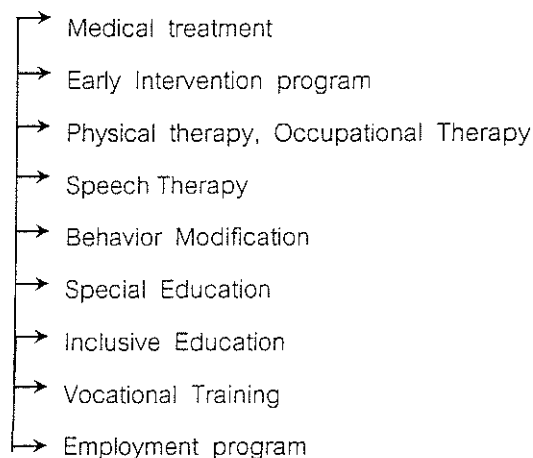 Medical treatment
Early Intervention program
Physical therapy, Occupational Therapy
Speech Therapy
Behavior Modification
Special Education
Inclusive Education
Vocational Training
Employment program